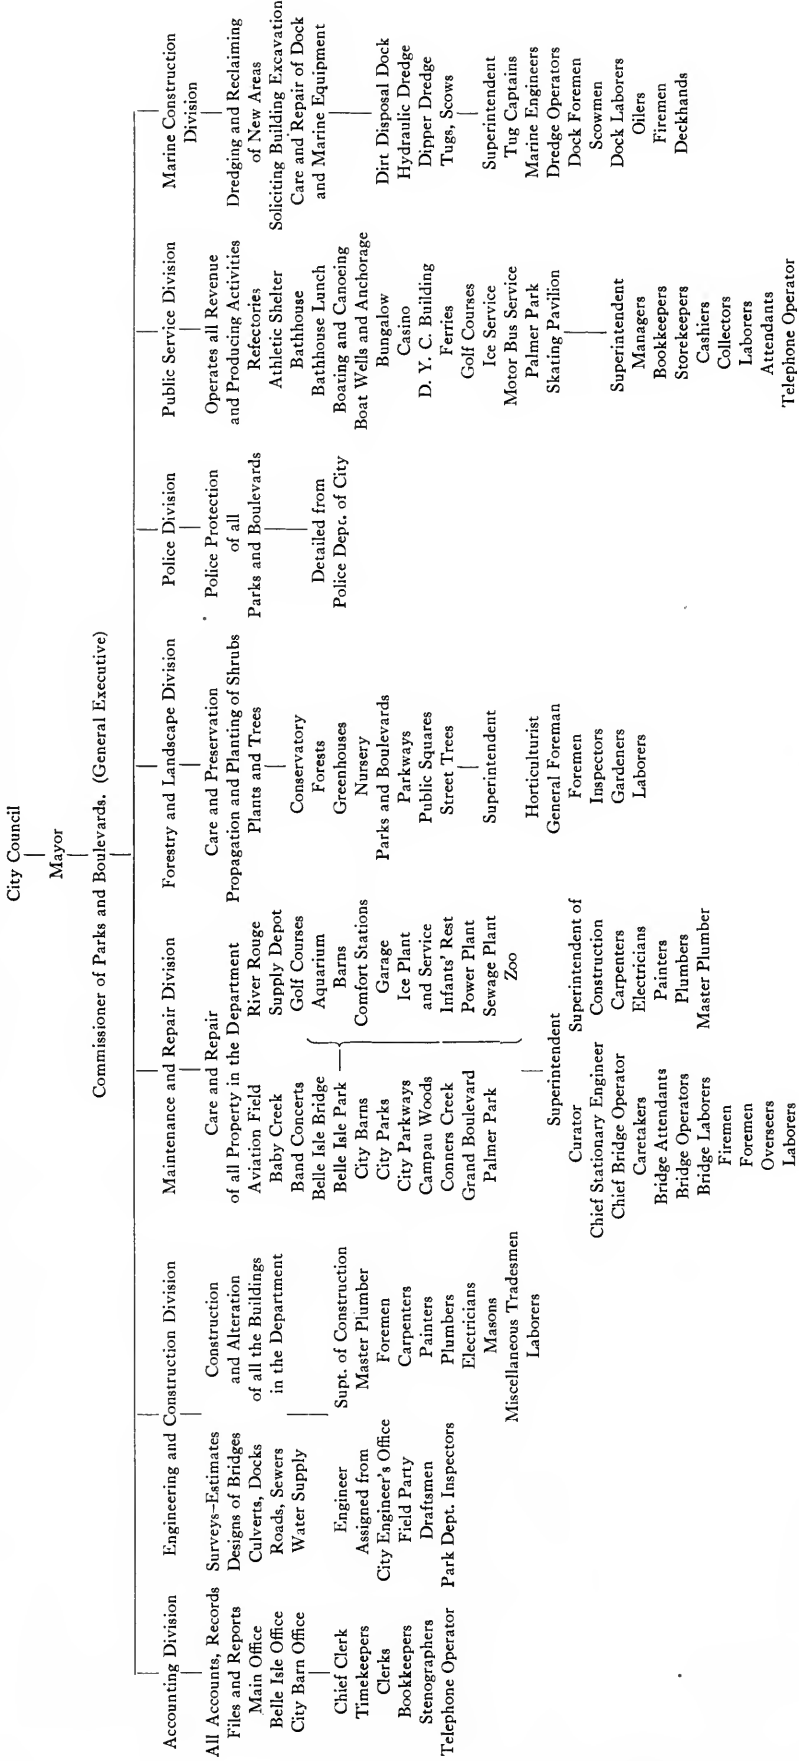 City Council
Mayor
Commissioner of Parks and Boulevards. (General Executive)
Accounting Division
All Accounts, Records
Files and Reports
Main Office
Belle Isle Office
City Barn Office
Chief Clerk
Timekeepers
Clerks
Bookkeepers
Stenographers
Telephone Operator
Engineering and Construction Division
Surveys—Estimates
Designs of Bridges
Culverts, Docks
Roads, Sewers
Water Supply
Engineer
Assigned from
City Engineer's Office
Field Party
Draftsmen
Park Dept. Inspectors
Construction
and Alteration
of all the Buildings
in the Department
Supt. of Construction
Master Plumber
Foremen
Carpenters
Painters
Plumbers
Electricians
Masons
Miscellaneous Tradesmen
Laborers
Maintenance and Repair Division
Care and Repair
of all Property in the Department
Aviation Field
Baby Creek
Band Concerts
Belle Isle Bridge
Belle Isle Park
City Barns
City Parks
City Parkways
Campau Woods
Conners Creek
Grand Boulevard
Palmer Park
River Rouge
Supply Depot
Golf Courses
Aquarium
Barns
Comfort Stations
Garage
Ice Plant
and Service
Infants' Rest
Power Plant
Sewage Plant
Zoo
Superintendent
Curator
Chief Stationary Engineer
Chief Bridge Operator
Caretakers
Bridge Attendants
Bridge Operators
Bridge Laborers
Firemen
Foremen
Overseers
Laborers
Superintendent of
Construction
Carpenters
Electricians
Painters
Plumbers
Master Plumber
Forestry and Landscape Division
Care and Preservation
Propagation and Planting of Shrubs
Plants and Trees
Conservatory
Forests
Greenhouses
Nursery
Parks and Boulevards
Parkways
Public Squares
Street Trees
Superintendent
Horticulturist
General Foreman
Foremen
Inspectors
Gardeners
Laborers
Police Division
Police Protection
of all
Parks and Boulevards
Detailed from
Police Dept. of City
Public Service Division
Operates all Revenue
and Producing Activities
Refectories
Athletic Shelter
Bathhouse
Bathhouse Lunch
Boating and Canoeing
Boat Wells and Anchorage
Bungalow
Casino
D. Y. C. Building
Ferries
Golf Courses
Ice Service
Motor Bus Service
Palmer Park
Skating Pavilion
Superintendent
Managers
Bookkeepers
Storekeepers
Cashiers
Collectors
Laborers
Attendants
Telephone Operator
Marine Construction
Division
Dredging and Reclaiming
of New Areas
Soliciting Building Excavation
Care and Repair of Dock
and Marine Equipment
Dirt Disposal Dock
Hydraulic Dredge
Dipper Dredge
Tugs, Scows
Superintendent
Tug Captains
Marine Engineers
Dredge Operators
Dock Foremen
Scowmen
Dock Laborers
Oilers
Firemen
Deckhands